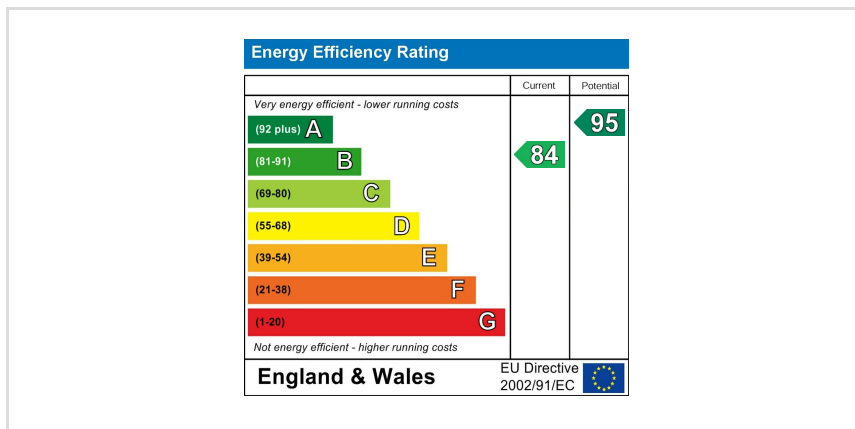 Energy Efficiency Rating
Current Potential
Very energy efficient - lower running costs
(92 plus) A
95
(81-91) B
84
(69-80) C
(55-68) D
(39-54) E
(21-38) F
(1-20) G
Not energy efficient - higher running costs
England & Wales
EU Directive
2002/91/EC